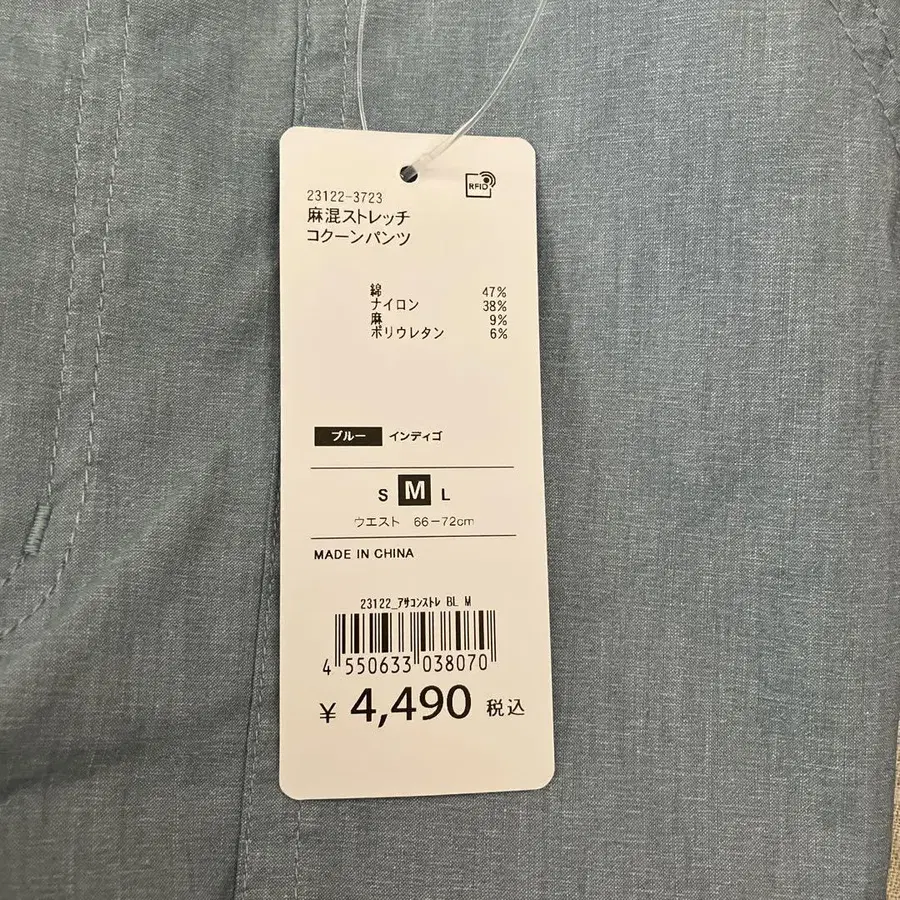 RFID
23122-3723
麻混ストレッチ
コクーンパンツ
綿 47%
ナイロン 38%
麻 9%
ポリウレタン 6%
ブルー インディゴ
S M L
ウエスト 66-72cm
MADE IN CHINA
23122_ｱｻｺﾝｽﾄﾚ BL M
4 550633 038070
¥ 4,490 税込